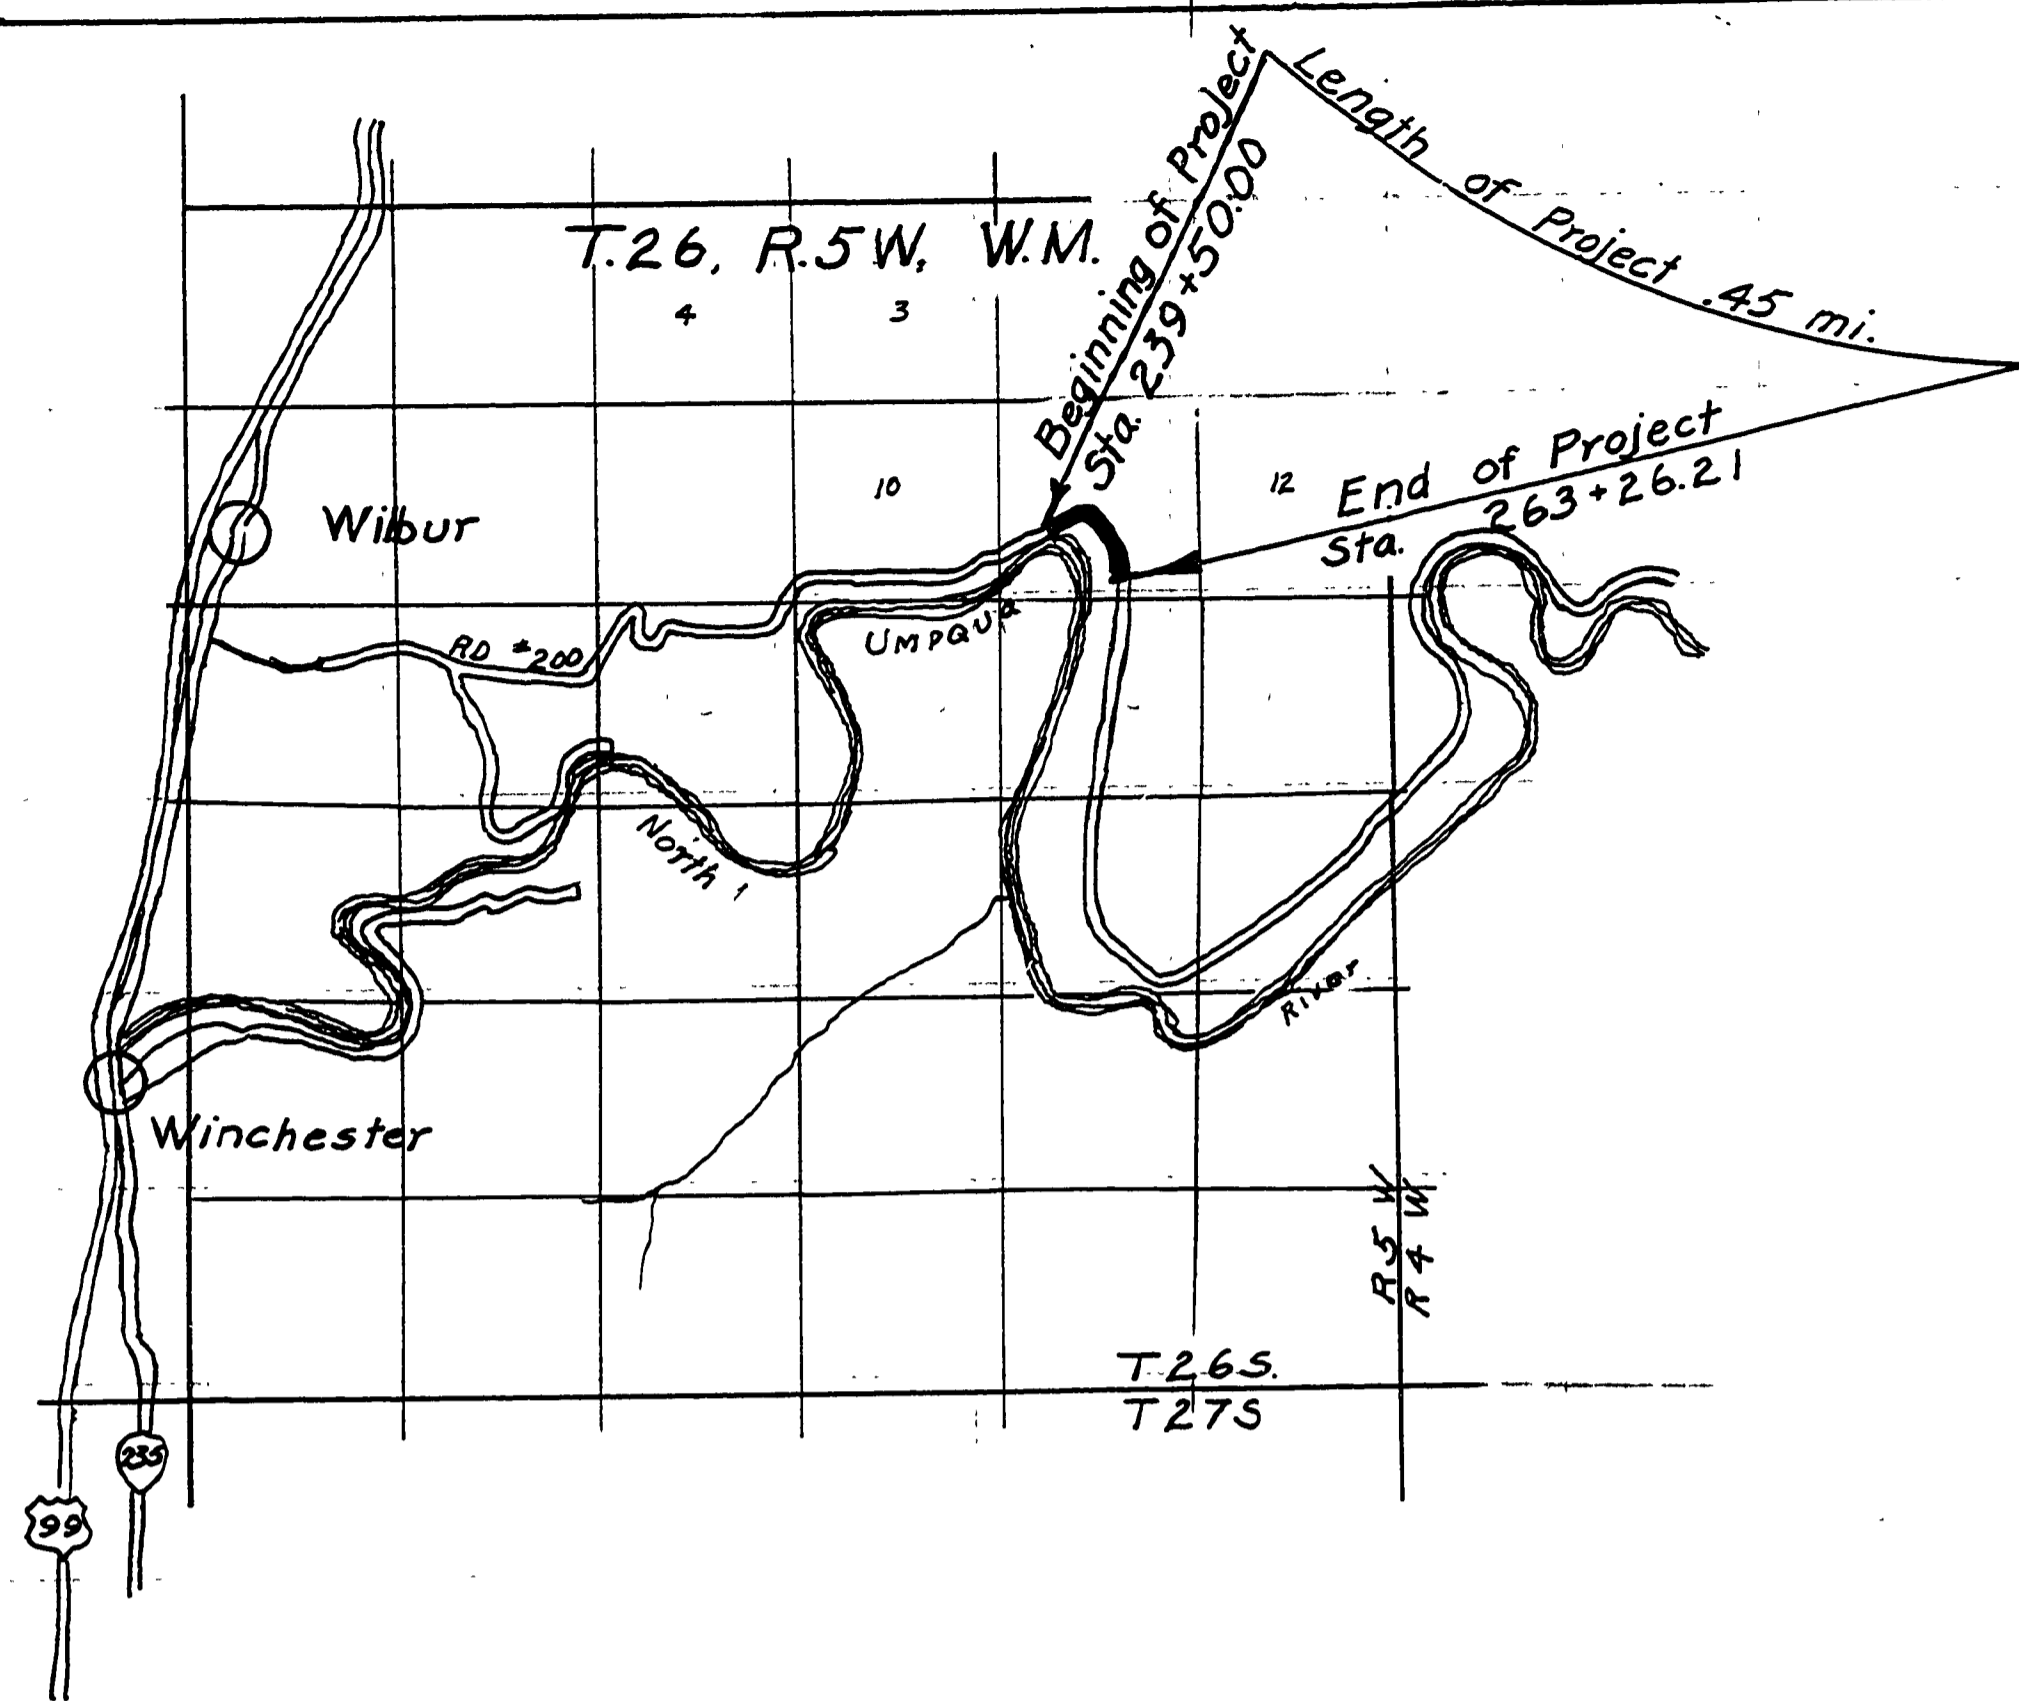 Beginning of Project
Sta. 239+50.00
Length of Project .45 mi.
T.26, R.5W, W.M.
4
3
10
12
End of Project
Sta. 263+26.21
Wilbur
RD #200
UMPQUA
North
River
Winchester
R5W
R4W
T26S.
T27S
235
99